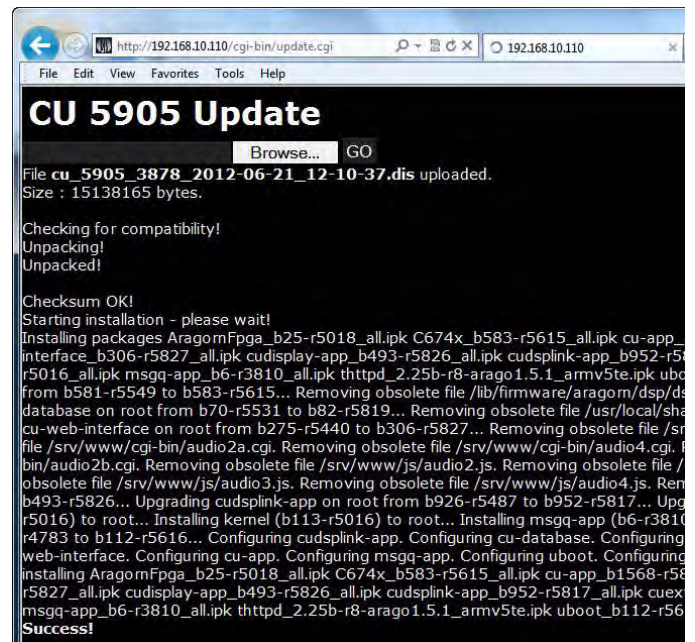 http://192.168.10.110/cgi-bin/update.cgi
192.168.10.110
File Edit View Favorites Tools Help
CU 5905 Update
Browse... GO
File cu_5905_3878_2012-06-21_12-10-37.dis uploaded.
Size : 15138165 bytes.
Checking for compatibility!
Unpacking!
Unpacked!
Checksum OK!
Starting installation - please wait!
Installing packages AragornFpga_b25-r5018_all.ipk C674x_b583-r5615_all.ipk cu-app_
interface_b306-r5827_all.ipk cudisplay-app_b493-r5826_all.ipk cudsplink-app_b952-r58
r5016_all.ipk msgq-app_b6-r3810_all.ipk thttpd_2.25b-r8-arago1.5.1_armv5te.ipk ubo
from b581-r5549 to b583-r5615... Removing obsolete file /lib/firmware/aragorn/dsp/ds
database on root from b70-r5531 to b82-r5819... Removing obsolete file /usr/local/sha
cu-web-interface on root from b275-r5440 to b306-r5827... Removing obsolete file /sr
file /srv/www/cgi-bin/audio2a.cgi. Removing obsolete file /srv/www/cgi-bin/audio4.cgi.
bin/audio2b.cgi. Removing obsolete file /srv/www/js/audio2.js. Removing obsolete file /
obsolete file /srv/www/js/audio3.js. Removing obsolete file /srv/www/js/audio4.js. Rem
b493-r5826... Upgrading cudsplink-app on root from b926-r5487 to b952-r5817... Upg
r5016) to root... Installing kernel (b113-r5016) to root... Installing msgq-app (b6-r3810
r4783 to b112-r5616... Configuring cudsplink-app. Configuring cu-database. Configuring
web-interface. Configuring cu-app. Configuring msgq-app. Configuring uboot. Configuring
installing AragornFpga_b25-r5018_all.ipk C674x_b583-r5615_all.ipk cu-app_b1568-r58
r5827_all.ipk cudisplay-app_b493-r5826_all.ipk cudsplink-app_b952-r5817_all.ipk cuex
msgq-app_b6-r3810_all.ipk thttpd_2.25b-r8-arago1.5.1_armv5te.ipk uboot_b112-r56
Success!